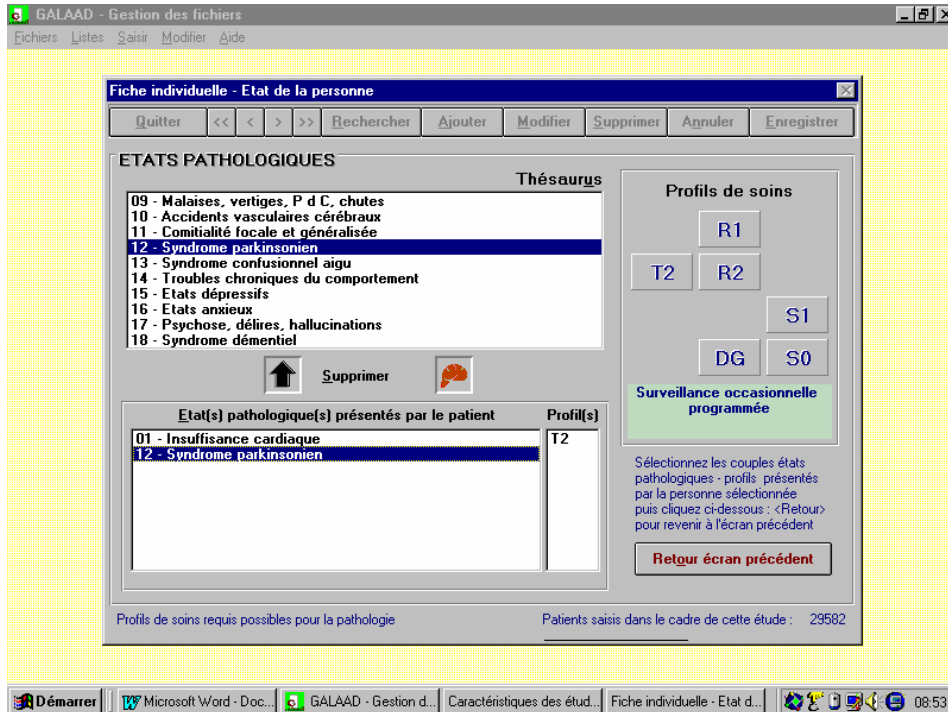 GALAAD - Gestion des fichiers
Fichiers Listes Saisir Modifier Aide
Fiche individuelle - Etat de la personne
Quitter << < > >> Rechercher Ajouter Modifier Supprimer Annuler Enregistrer
ETATS PATHOLOGIQUES
Thésaurus
09 - Malaises, vertiges, P d C, chutes
10 - Accidents vasculaires cérébraux
11 - Comitialité focale et généralisée
12 - Syndrome parkinsonien
13 - Syndrome confusionnel aigu
14 - Troubles chroniques du comportement
15 - Etats dépressifs
16 - Etats anxieux
17 - Psychose, délires, hallucinations
18 - Syndrome démentiel
Supprimer
Etat(s) pathologique(s) présentés par le patient Profil(s)
01 - Insuffisance cardiaque T2
12 - Syndrome parkinsonien
Profils de soins
R1
T2 R2
S1
DG S0
Surveillance occasionnelle
programmée
Sélectionnez les couples états
pathologiques - profils présentés
par la personne sélectionnée
puis cliquez ci-dessous : <Retour>
pour revenir à l'écran précédent
Retour écran précédent
Profils de soins requis possibles pour la pathologie Patients saisis dans le cadre de cette étude : 29582
Démarrer Microsoft Word - Doc... GALAAD - Gestion d... Caractéristiques des étud... Fiche individuelle - Etat d... 08:53